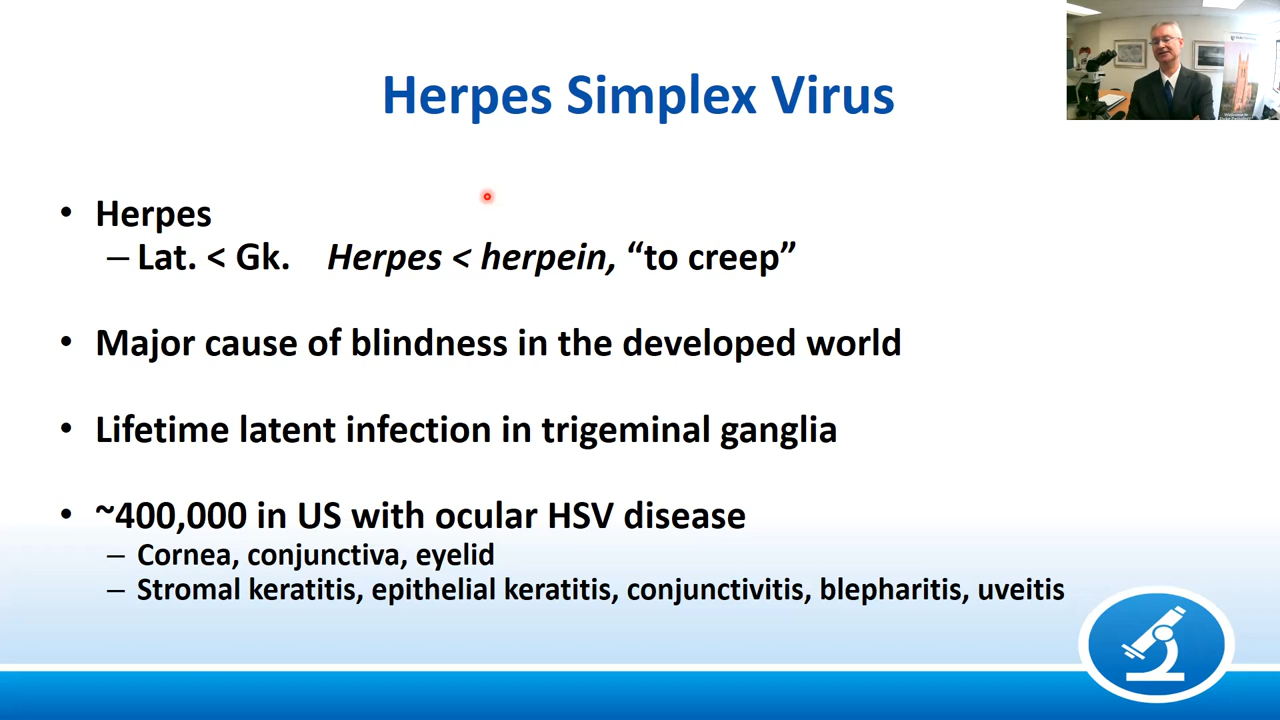 Herpes Simplex Virus
• Herpes
– Lat. < Gk. Herpes < herpein, “to creep”
• Major cause of blindness in the developed world
• Lifetime latent infection in trigeminal ganglia
• ~400,000 in US with ocular HSV disease
– Cornea, conjunctiva, eyelid
– Stromal keratitis, epithelial keratitis, conjunctivitis, blepharitis, uveitis